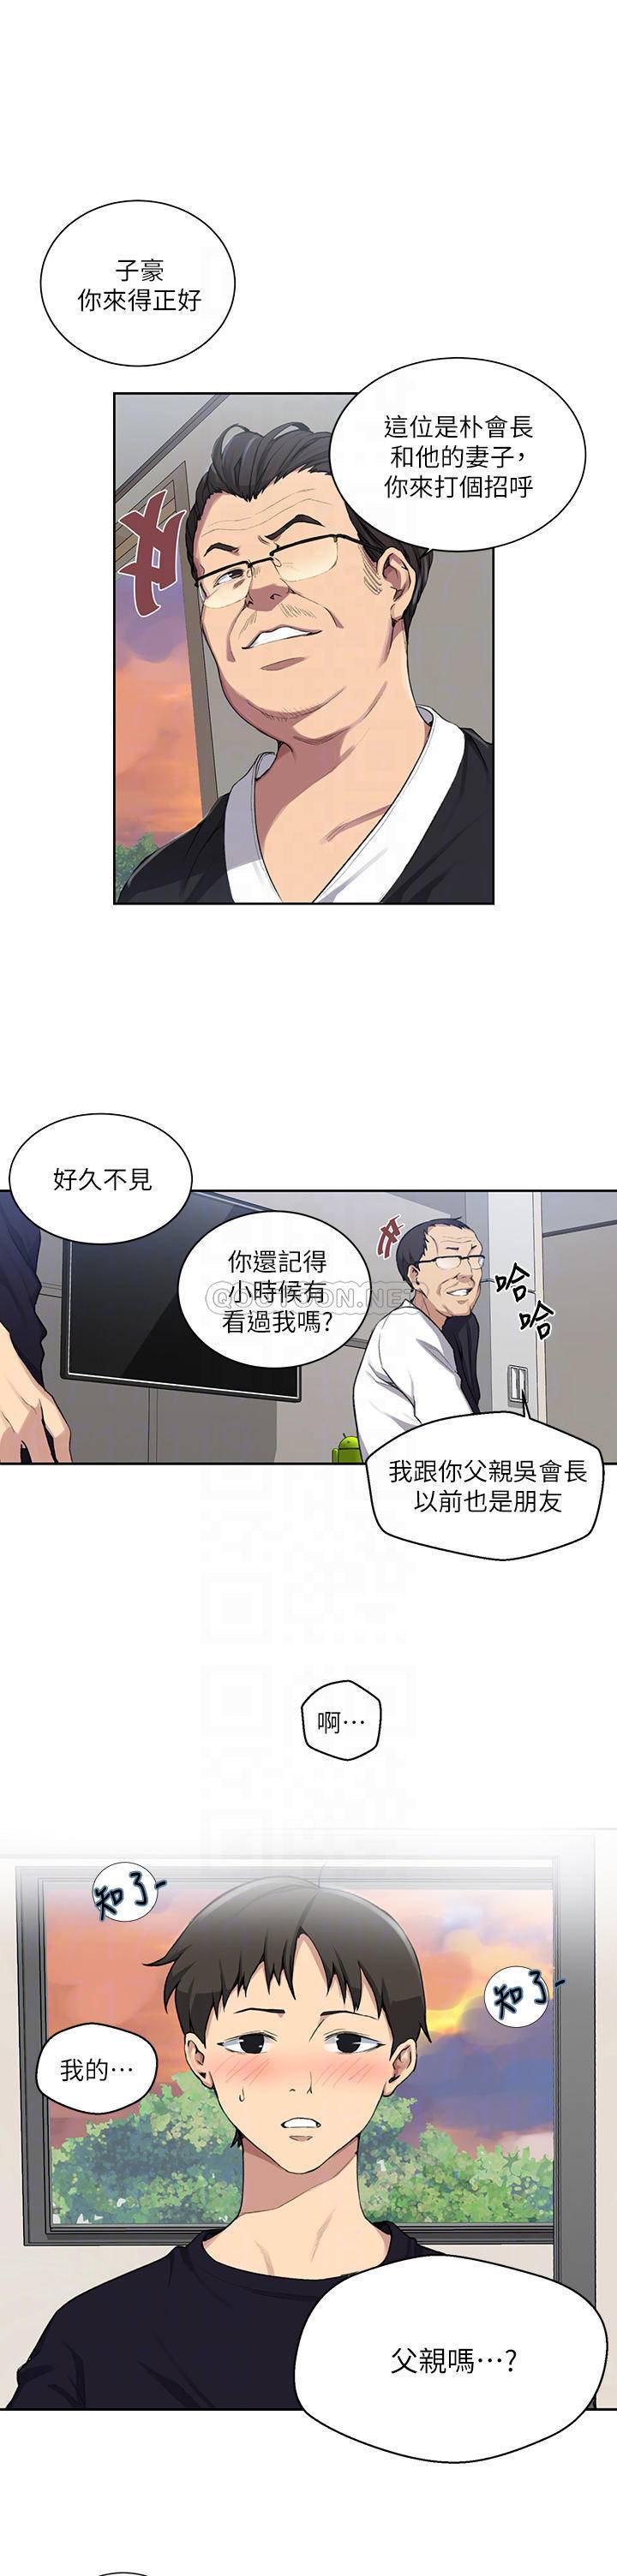 子豪
你來得正好
這位是朴會長
和他的妻子，
你來打個招呼
好久不見
你還記得
小時候有
看過我嗎?
哈
哈
我跟你父親吳會長
以前也是朋友
啊…
知了-
知了-
我的…
父親嗎…?